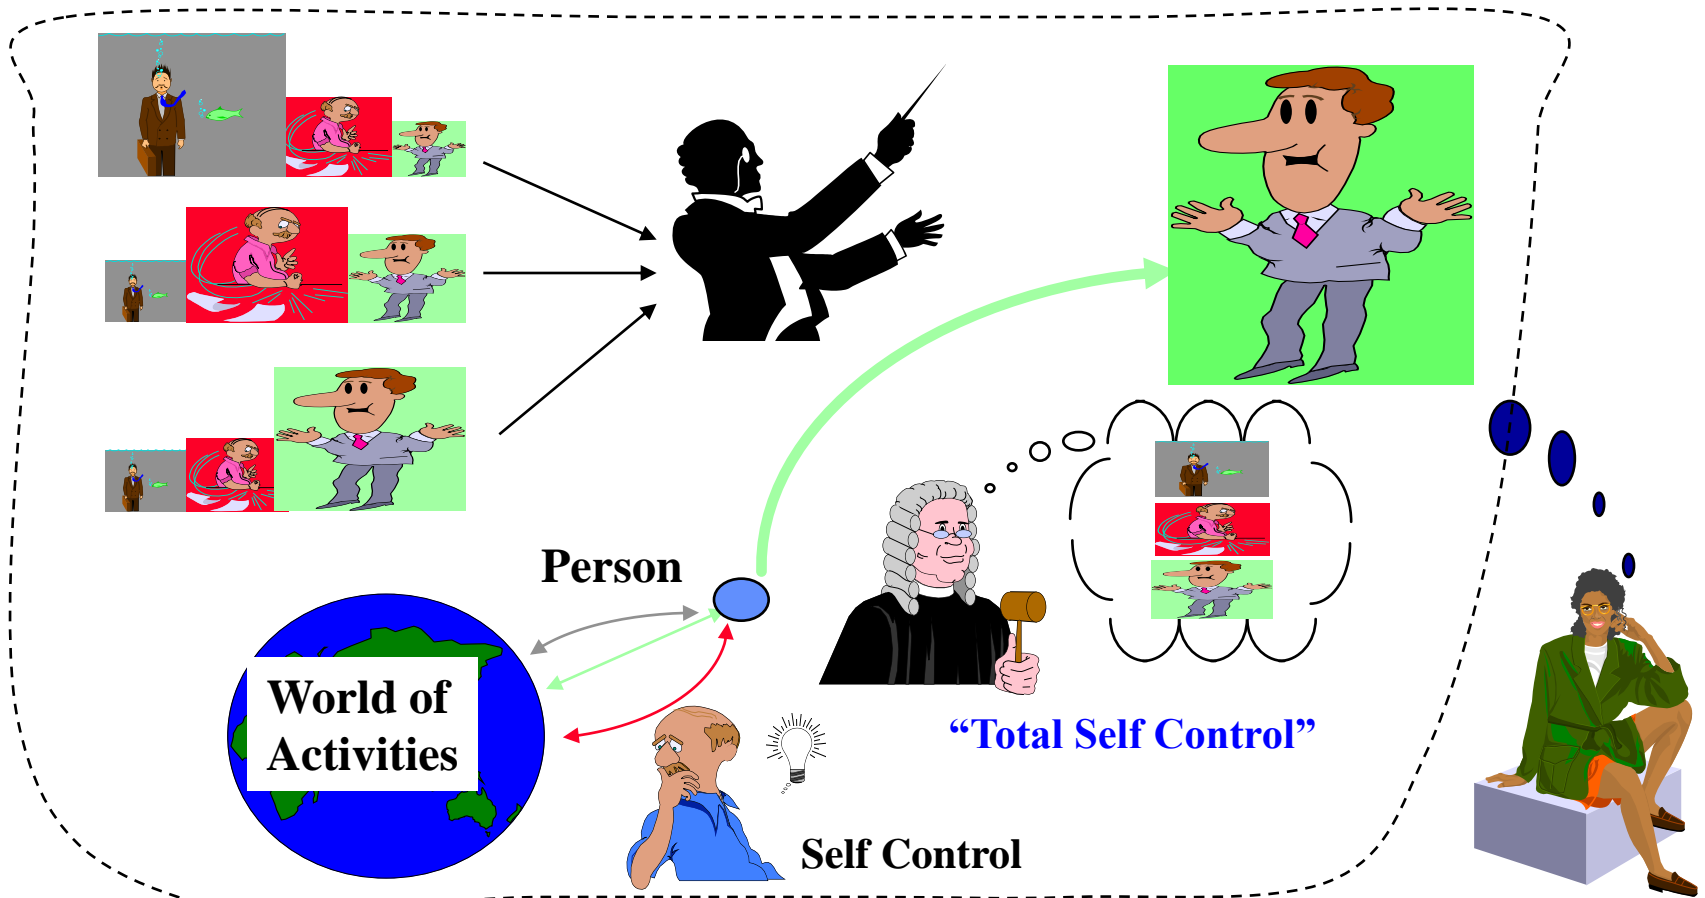 Person
World of
Activities
“Total Self Control”
Self Control